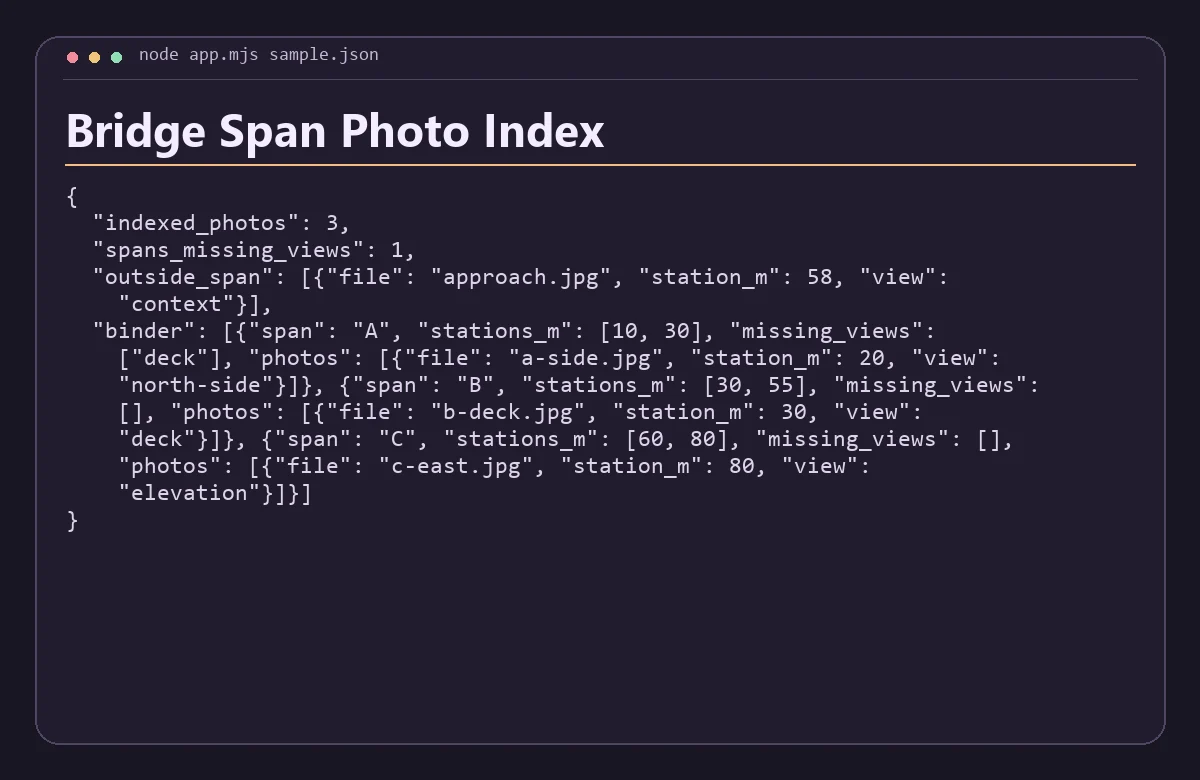 node app.mjs sample.json
Bridge Span Photo Index
{
  "indexed_photos": 3,
  "spans_missing_views": 1,
  "outside_span": [{"file": "approach.jpg", "station_m": 58, "view":
    "context"}],
  "binder": [{"span": "A", "stations_m": [10, 30], "missing_views":
    ["deck"], "photos": [{"file": "a-side.jpg", "station_m": 20, "view":
    "north-side"}]}, {"span": "B", "stations_m": [30, 55], "missing_views":
    [], "photos": [{"file": "b-deck.jpg", "station_m": 30, "view":
    "deck"}]}, {"span": "C", "stations_m": [60, 80], "missing_views": [],
    "photos": [{"file": "c-east.jpg", "station_m": 80, "view":
    "elevation"}]}]
}